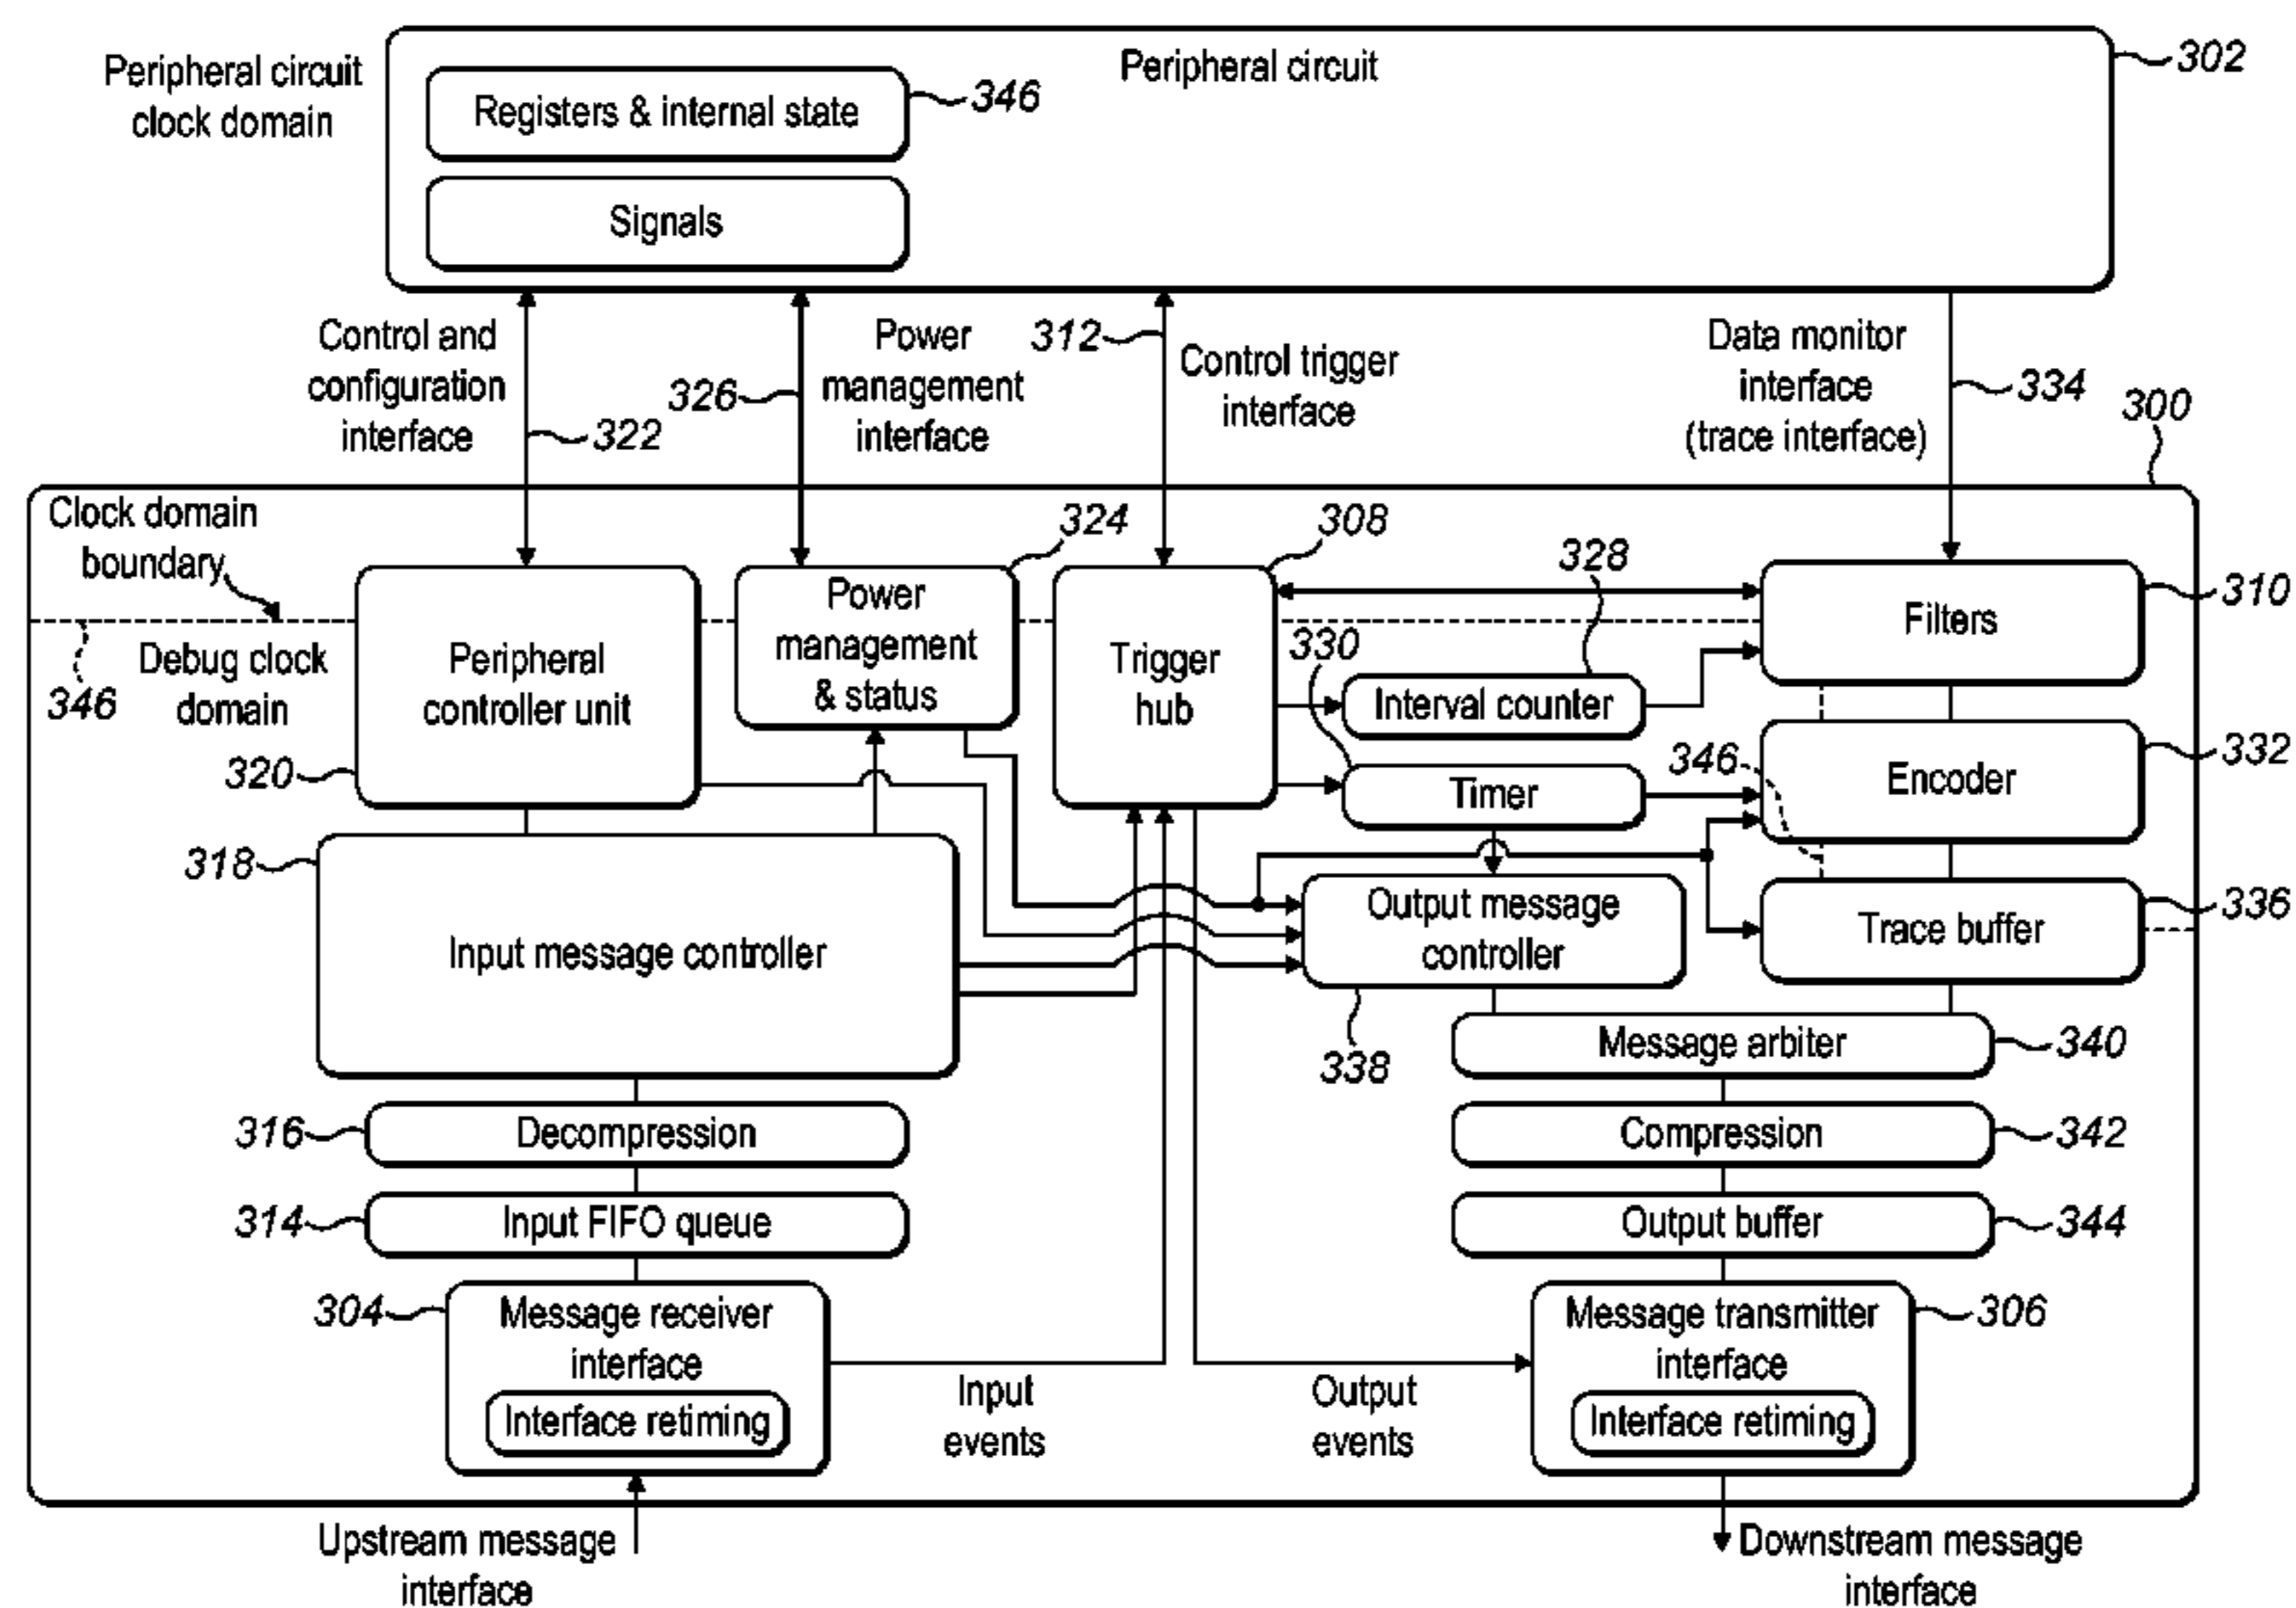 Peripheral circuit
clock domain
Peripheral circuit
302
Registers & internal state
346
Signals
Control and
configuration
interface
322
326
Power
management
interface
312
Control trigger
interface
Data monitor
interface
(trace interface)
334
300
Clock domain
boundary
346
Debug clock
domain
Peripheral
controller unit
320
Power
management
& status
324
Trigger
hub
308
328
Interval counter
330
Timer
Filters
310
346
Encoder
332
Trace buffer
336
318
Input message controller
Output message
controller
338
Message arbiter
340
316
Decompression
Compression
342
314
Input FIFO queue
Output buffer
344
304
Message receiver
interface
Interface retiming
Input
events
Output
events
Message transmitter
interface
Interface retiming
306
Upstream message
interface
Downstream message
interface